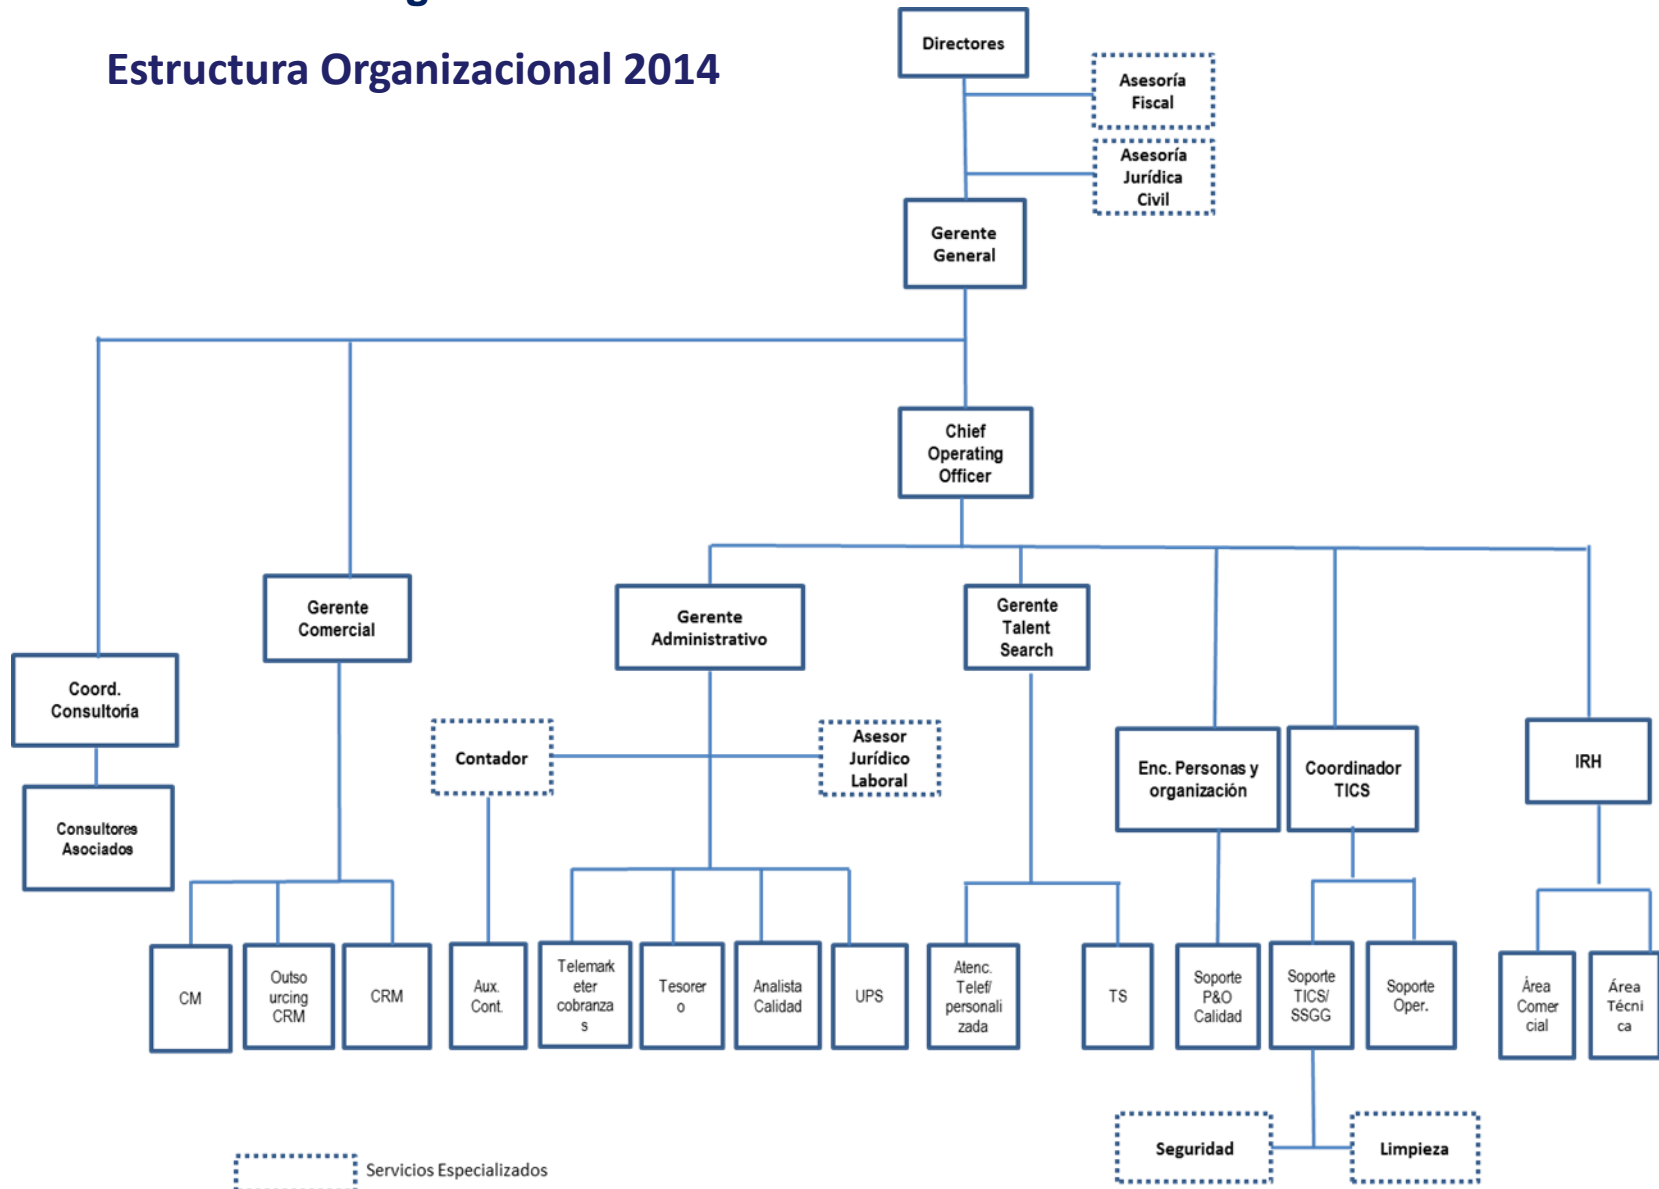 Estructura Organizacional 2014
Directores
Asesoría
Fiscal
Asesoría
Jurídica
Civil
Gerente
General
Chief
Operating
Officer
Gerente
Comercial
Gerente
Administrativo
Gerente
Talent
Search
Coord.
Consultoría
Contador
Asesor
Jurídico
Laboral
Enc. Personas y
organización
Coordinador
TICS
IRH
Consultores
Asociados
CM
Outso
urcing
CRM
CRM
Aux.
Cont.
Telemark
eter
cobranza
s
Tesorer
o
Analista
Calidad
UPS
Atenc.
Telef/
personali
zada
TS
Soporte
P&O
Calidad
Soporte
TICS/
SSGG
Soporte
Oper.
Área
Comer
cial
Área
Técni
ca
Seguridad
Limpieza
Servicios Especializados